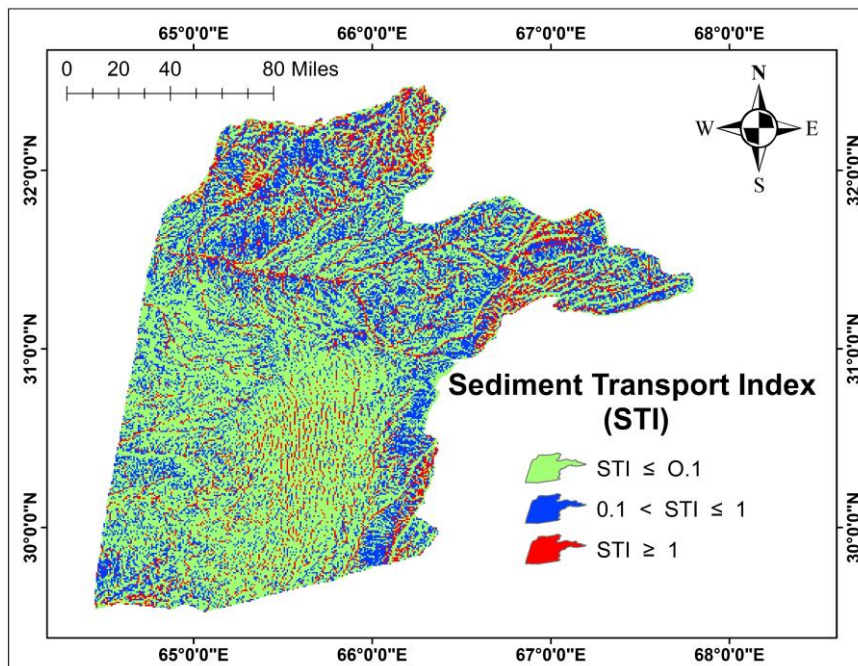 65°0'0"E 66°0'0"E 67°0'0"E 68°0'0"E
0 20 40 80 Miles
N
W E
S
32°0'0"N 32°0'0"N
31°0'0"N 31°0'0"N
Sediment Transport Index
(STI)
STI ≤ O.1
0.1 < STI ≤ 1
STI ≥ 1
30°0'0"N 30°0'0"N
65°0'0"E 66°0'0"E 67°0'0"E 68°0'0"E